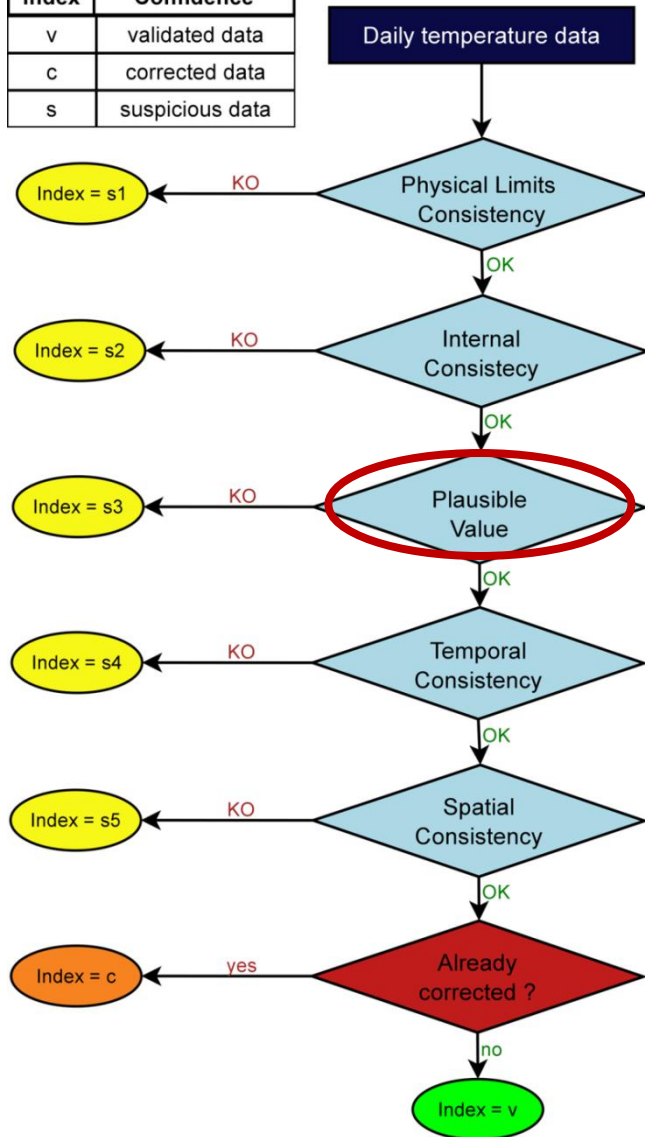 Index Confidence
v validated data
c corrected data
s suspicious data
Daily temperature data
Physical Limits
Consistency
KO
Index = s1
OK
Internal
Consistecy
KO
Index = s2
OK
Plausible
Value
KO
Index = s3
OK
Temporal
Consistency
KO
Index = s4
OK
Spatial
Consistency
KO
Index = s5
OK
Already
corrected ?
yes
Index = c
no
Index = v